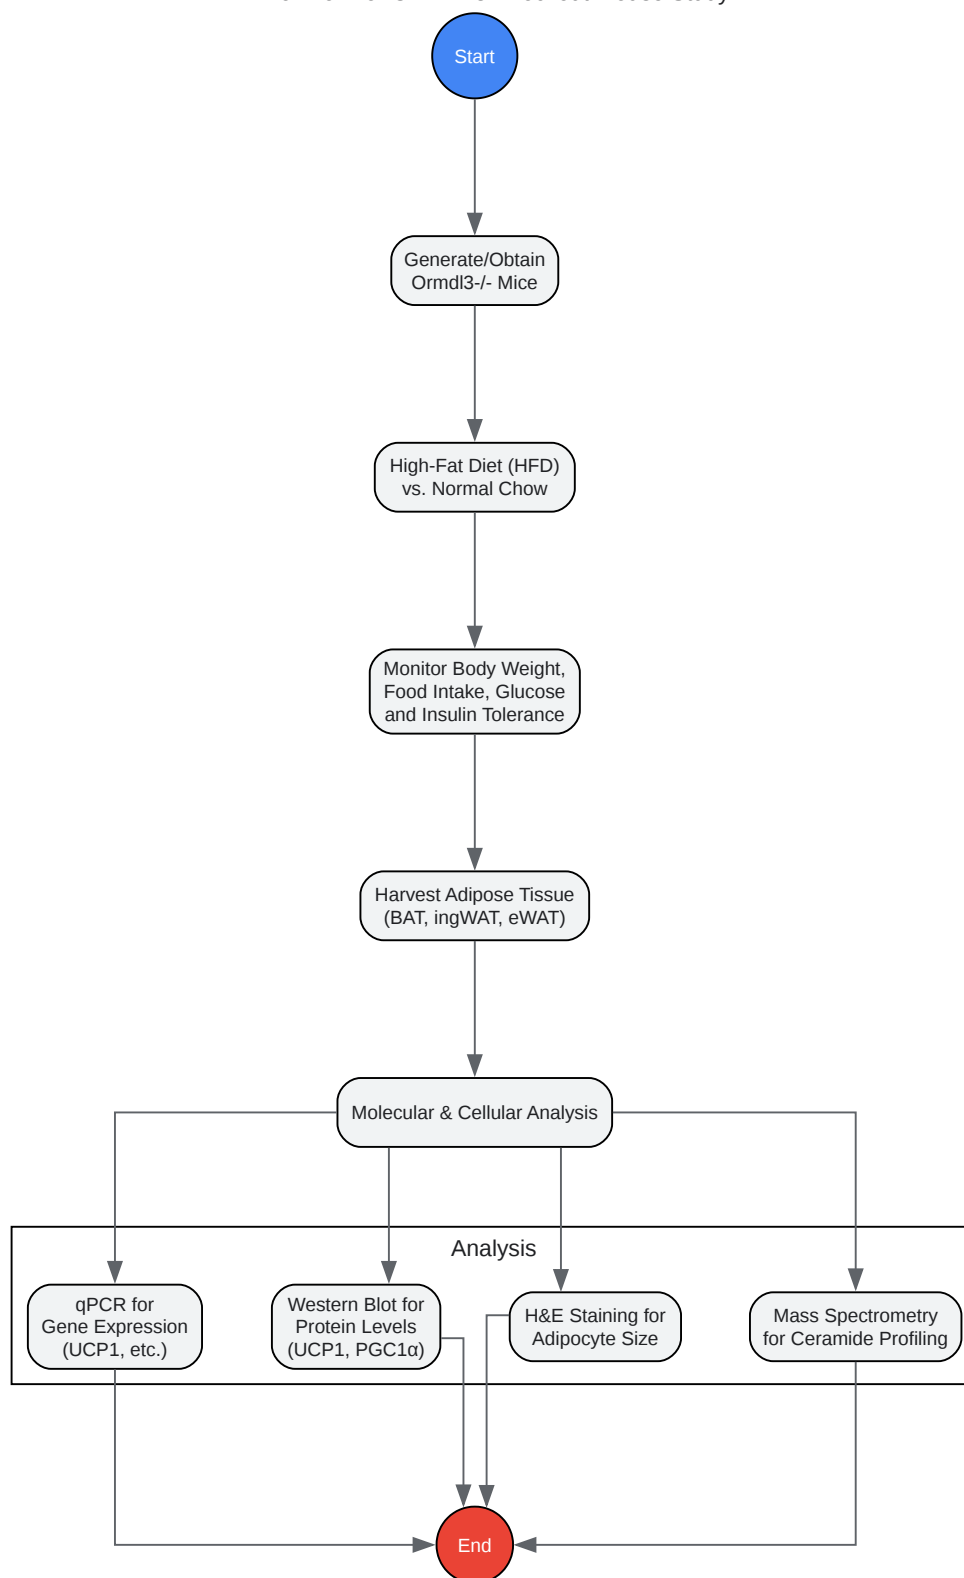 Study
Start
Generate/Obtain
Ormdl3-/- Mice
High-Fat Diet (HFD)
vs. Normal Chow
Monitor Body Weight,
Food Intake, Glucose
and Insulin Tolerance
Harvest Adipose Tissue
(BAT, ingWAT, eWAT)
Molecular & Cellular Analysis
Analysis
qPCR for
Gene Expression
(UCP1, etc.)
Western Blot for
Protein Levels
(UCP1, PGC1α)
H&E Staining for
Adipocyte Size
Mass Spectrometry
for Ceramide Profiling
End